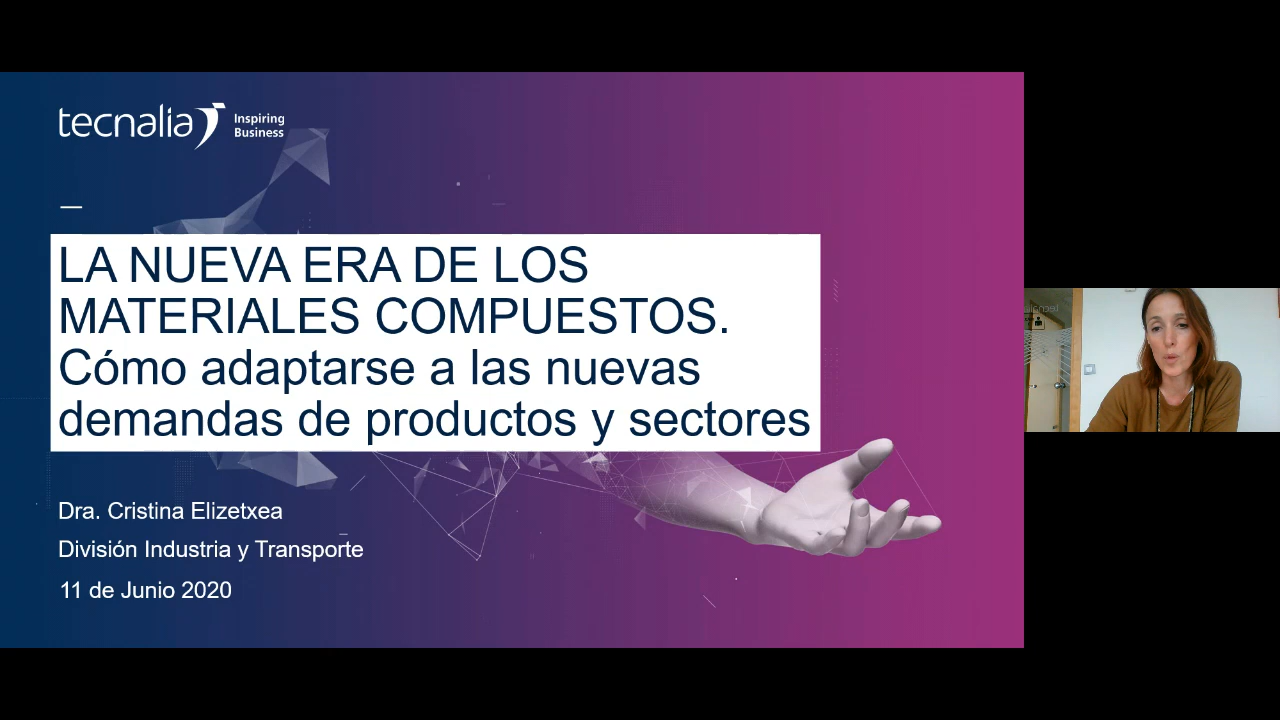 tecnalia Inspiring
Business
LA NUEVA ERA DE LOS
MATERIALES COMPUESTOS.
Cómo adaptarse a las nuevas
demandas de productos y sectores
Dra. Cristina Elizetxea
División Industria y Transporte
11 de Junio 2020